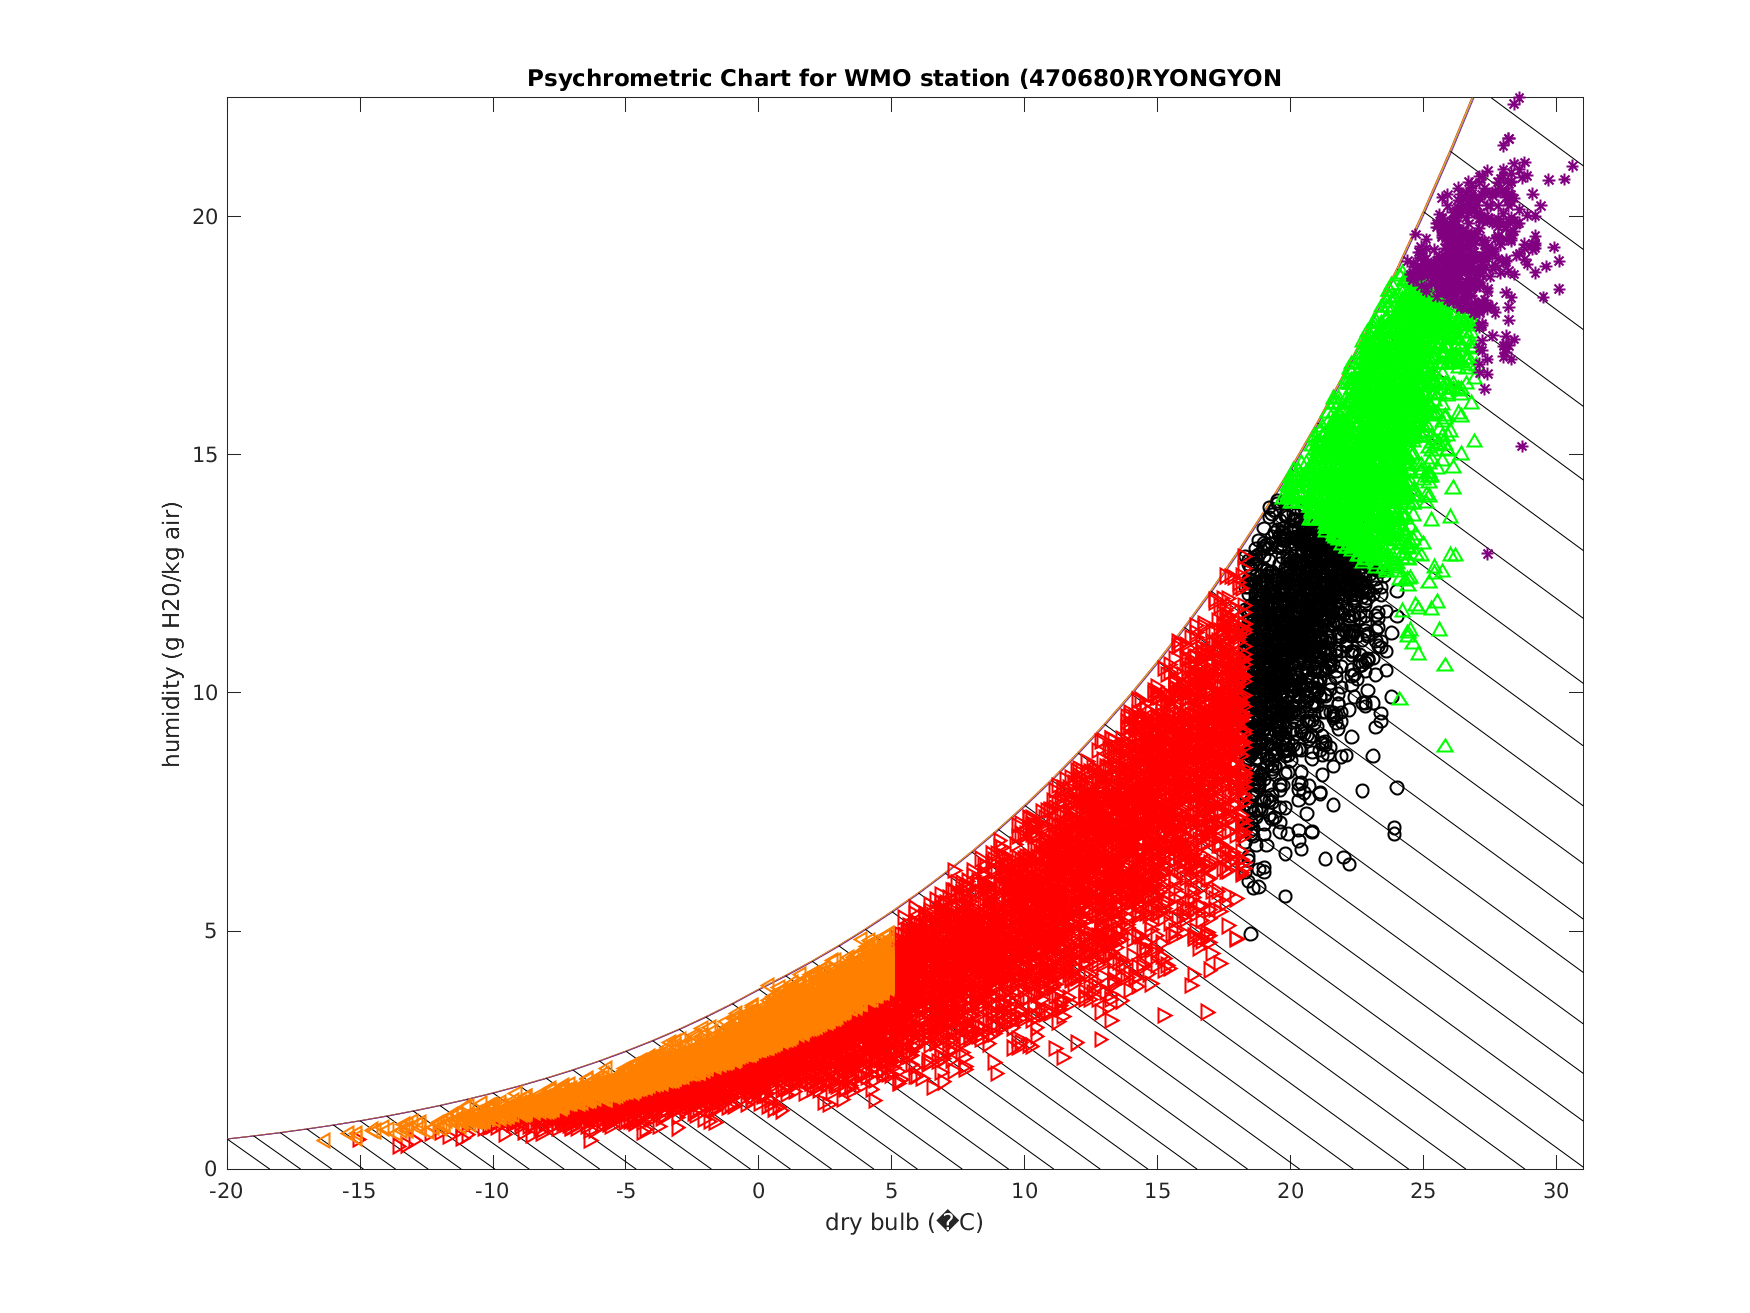 Psychrometric Chart for WMO station (470680)RYONGYON
humidity (g H20/kg air)
20
15
10
5
0
-20 -15 -10 -5 0 5 10 15 20 25 30
dry bulb (�C)